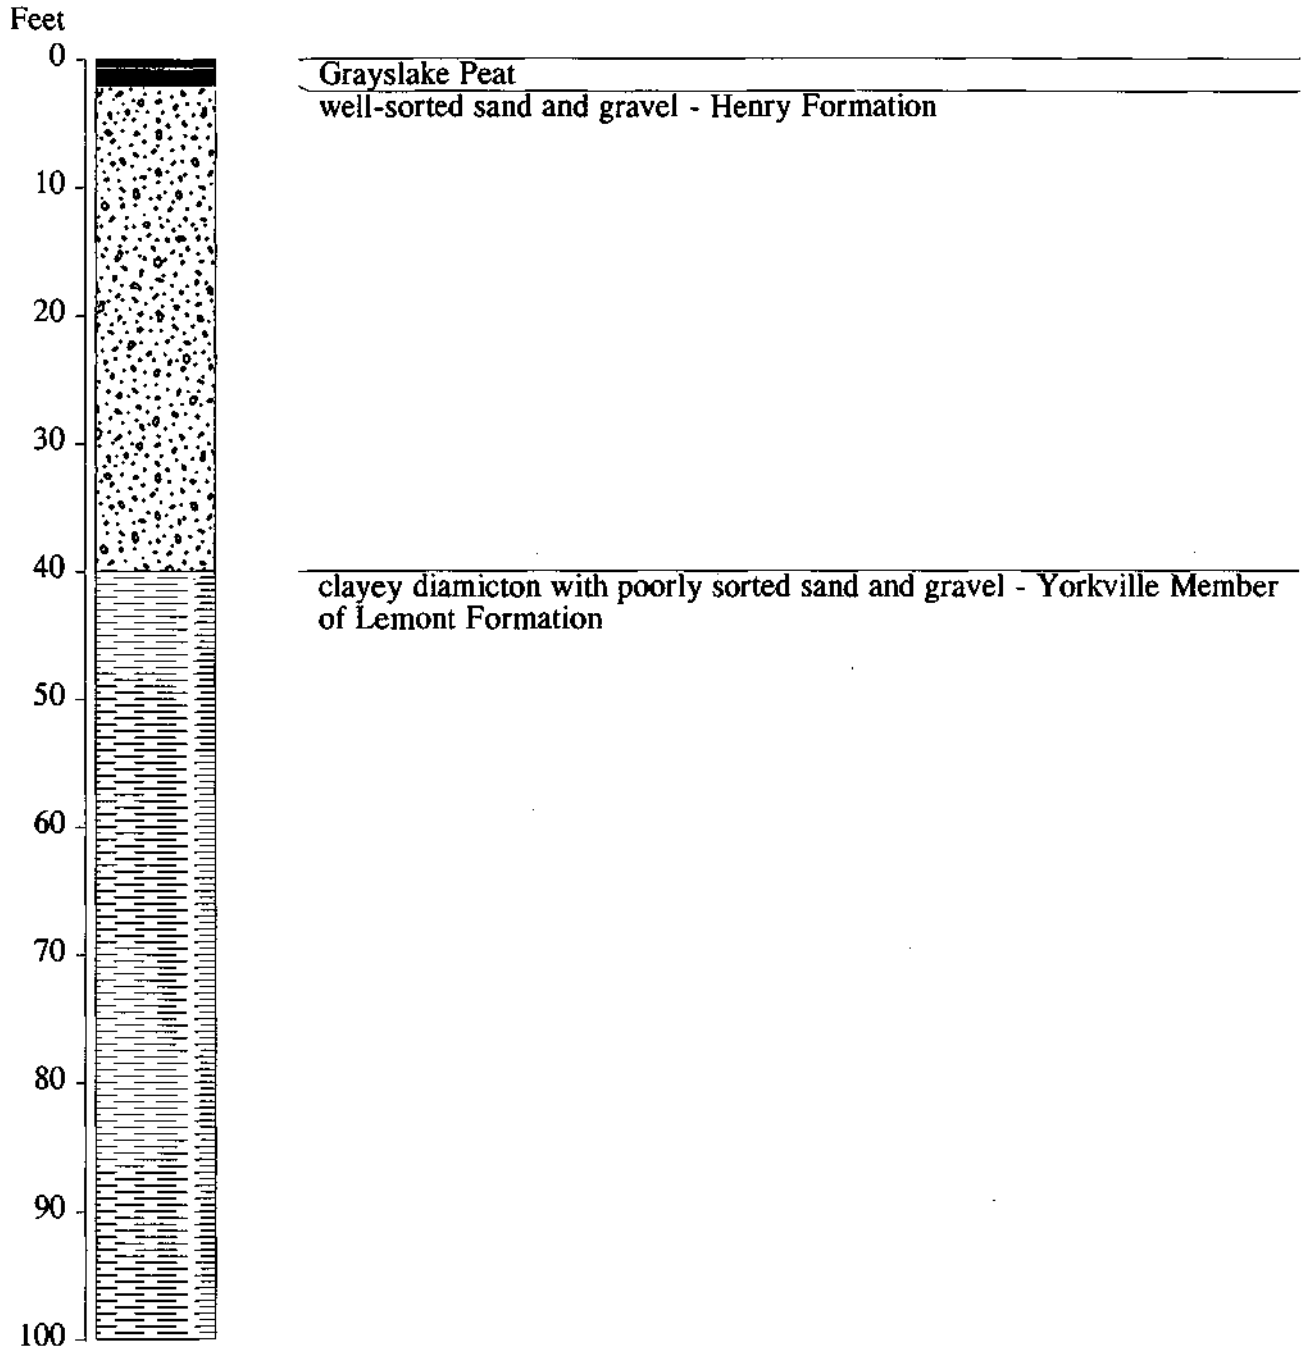 Feet
0
Grayslake Peat
well-sorted sand and gravel - Henry Formation
10
20
30
40
clayey diamicton with poorly sorted sand and gravel - Yorkville Member
of Lemont Formation
50
60
70
80
90
100